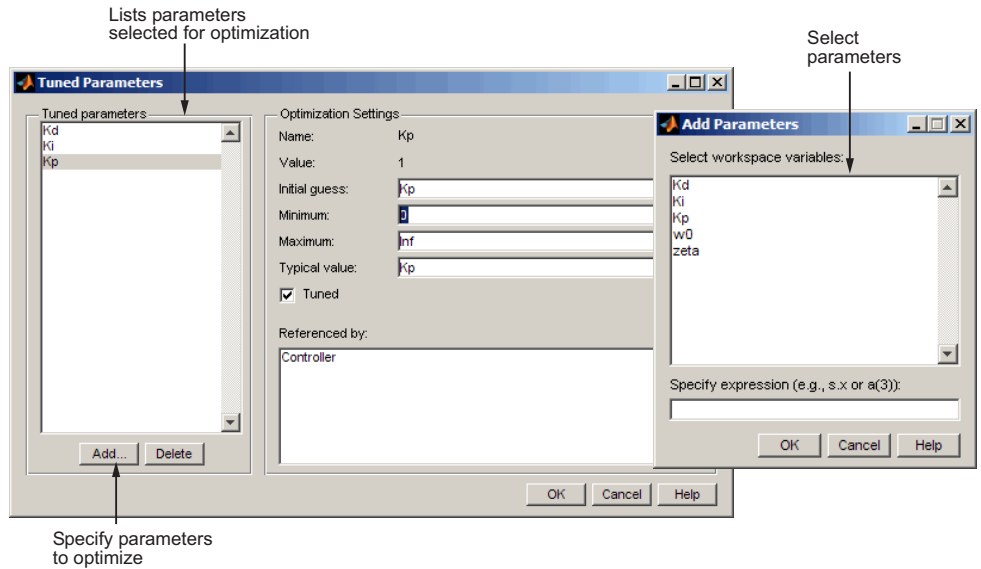 Lists parameters
selected for optimization
Select
parameters
Tuned Parameters
Tuned parameters
Kd
Ki
Kp
Add...
Delete
Optimization Settings
Name: Kp
Value: 1
Initial guess: Kp
Minimum: 0
Maximum: Inf
Typical value: Kp
Tuned
Referenced by:
Controller
OK Cancel Help
Add Parameters
Select workspace variables:
Kd
Ki
Kp
w0
zeta
Specify expression (e.g., s.x or a(3)):
OK Cancel Help
Specify parameters
to optimize